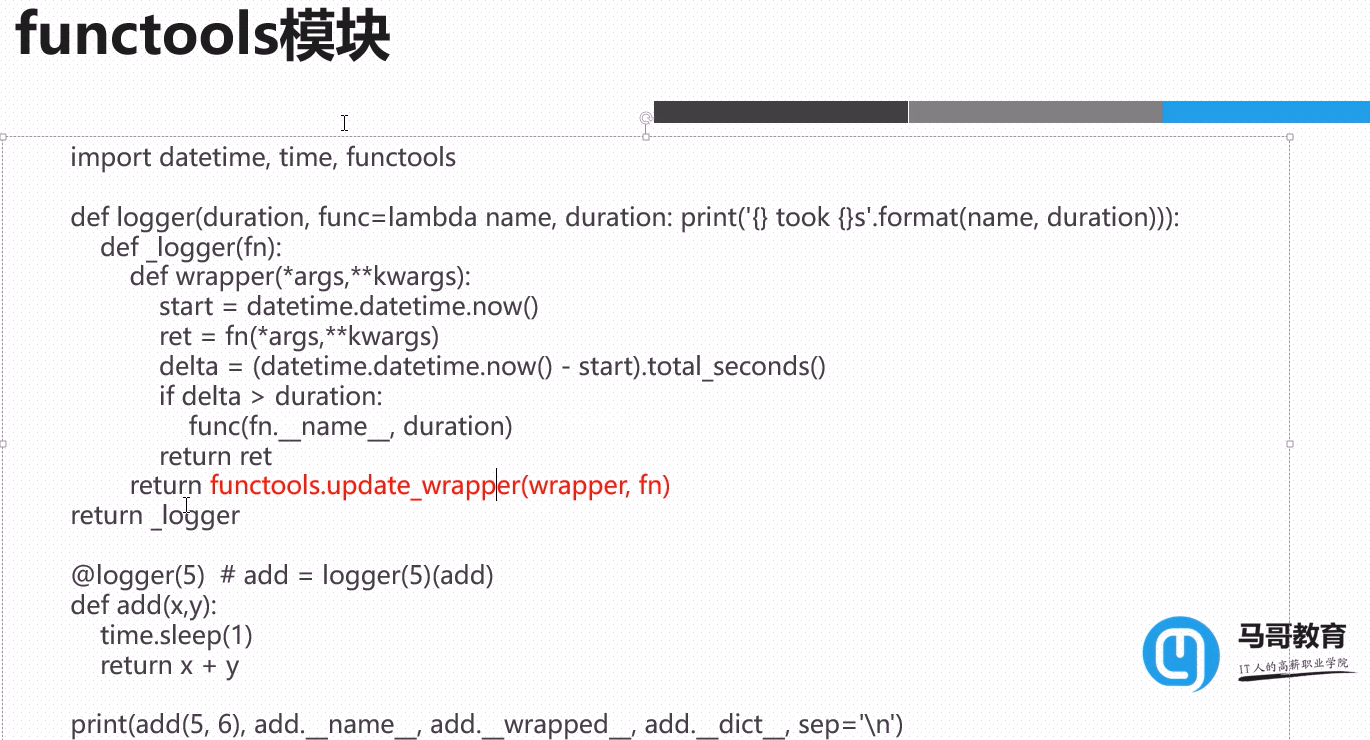 functools模块
import datetime, time, functools
def logger(duration, func=lambda name, duration: print('{} took {}s'.format(name, duration))):
    def _logger(fn):
        def wrapper(*args,**kwargs):
            start = datetime.datetime.now()
            ret = fn(*args,**kwargs)
            delta = (datetime.datetime.now() - start).total_seconds()
            if delta > duration:
                func(fn.__name__, duration)
            return ret
        return functools.update_wrapper(wrapper, fn)
return _logger
@logger(5)  # add = logger(5)(add)
def add(x,y):
    time.sleep(1)
    return x + y
print(add(5, 6), add.__name__, add.__wrapped__, add.__dict__, sep='\n')
马哥教育
IT人的高薪职业学院